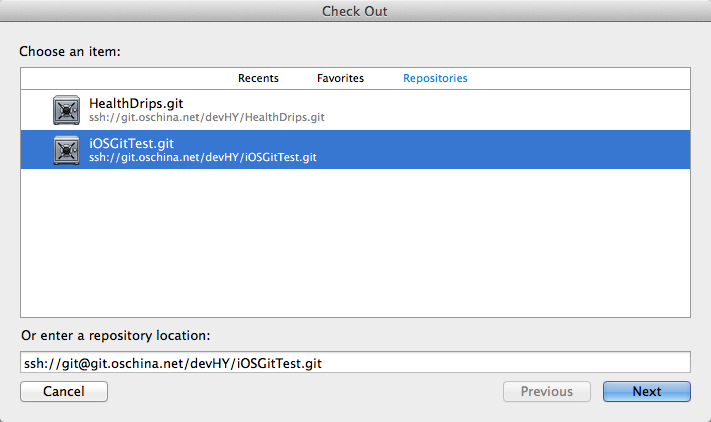 Check Out
Choose an item:
Recents Favorites Repositories
HealthDrips.git
ssh://git.oschina.net/devHY/HealthDrips.git
iOSGitTest.git
ssh://git.oschina.net/devHY/iOSGitTest.git
Or enter a repository location:
ssh://git@git.oschina.net/devHY/iOSGitTest.git
Cancel Previous Next